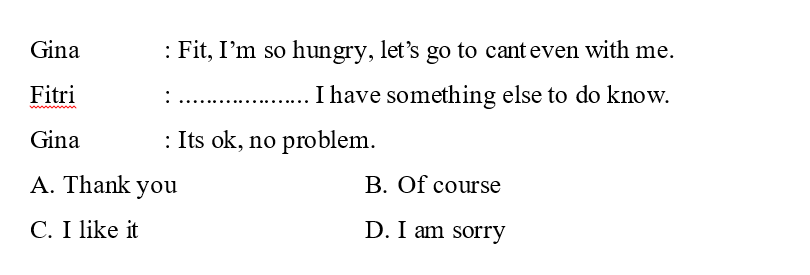 Gina : Fit, I'm so hungry, let's go to canteven with me.
Fitri : .................... I have something else to do know.
Gina : Its ok, no problem.
A. Thank you B. Of course
C. I like it D. I am sorry